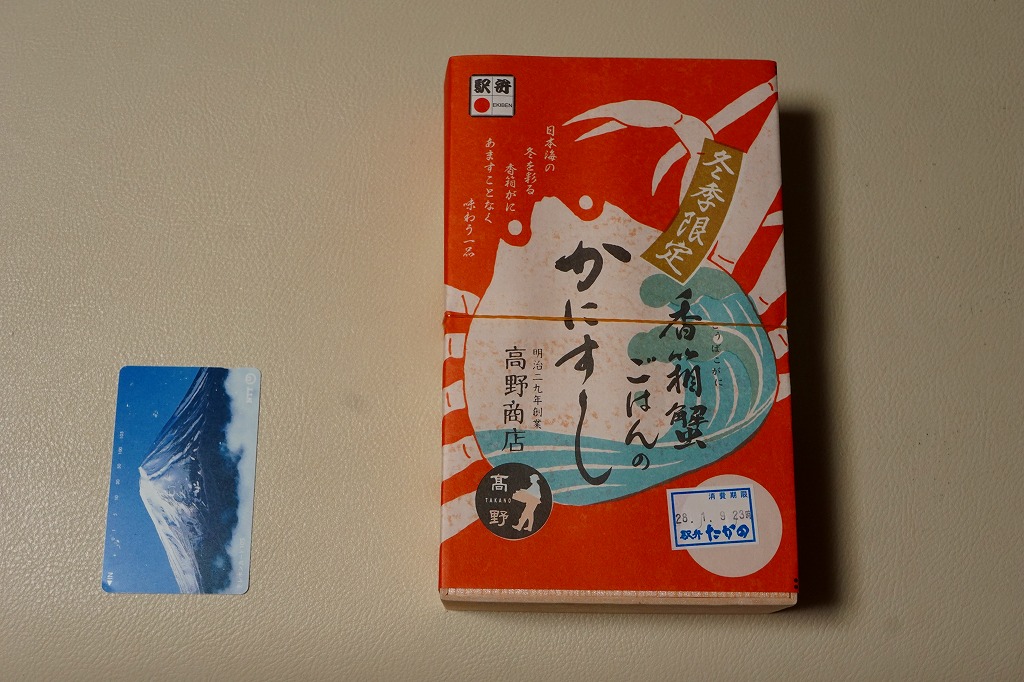 駅弁
EKIBEN
日本海の
冬を彩る
香箱がに
あますことなく
味わう一品
冬季限定
こうばこがに
香箱蟹
ごはんの
かにすし
明治二九年創業
高野商店
高野
TAKANO
消費期限
28. 1. 9 23時
駅弁 たかの